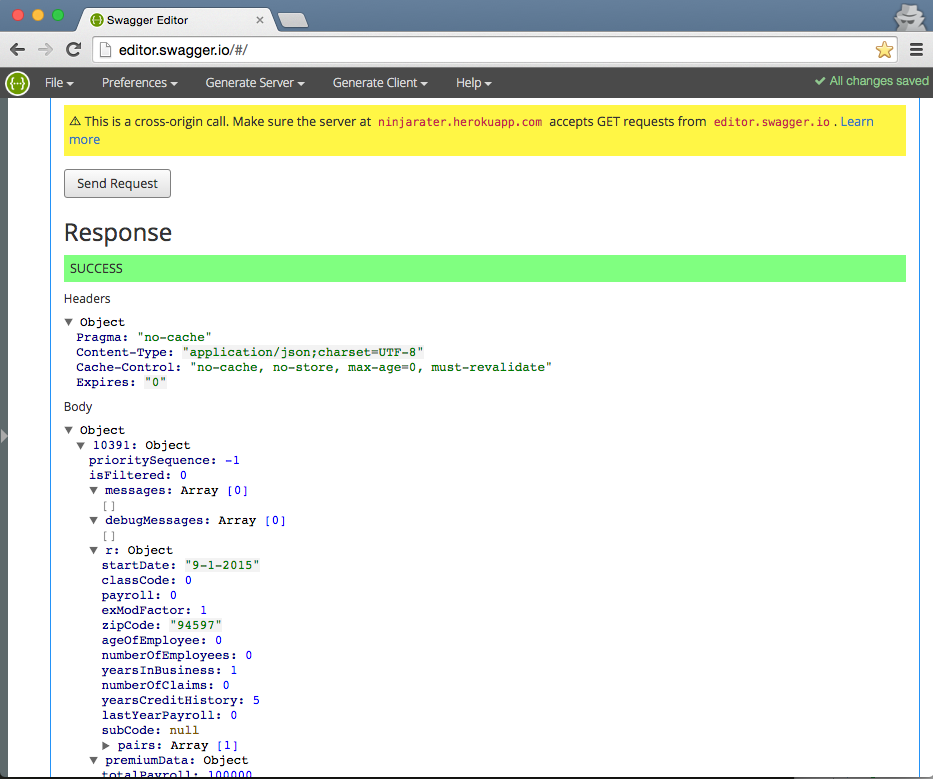 Swagger Editor
editor.swagger.io/#/
File Preferences Generate Server Generate Client Help All changes saved
This is a cross-origin call. Make sure the server at ninjarater.herokuapp.com accepts GET requests from editor.swagger.io . Learn
more
Send Request
Response
SUCCESS
Headers
Object
Pragma: "no-cache"
Content-Type: "application/json;charset=UTF-8"
Cache-Control: "no-cache, no-store, max-age=0, must-revalidate"
Expires: "0"
Body
Object
10391: Object
prioritySequence: -1
isFiltered: 0
messages: Array [0]
[]
debugMessages: Array [0]
[]
r: Object
startDate: "9-1-2015"
classCode: 0
payroll: 0
exModFactor: 1
zipCode: "94597"
ageOfEmployee: 0
numberOfEmployees: 0
yearsInBusiness: 1
numberOfClaims: 0
yearsCreditHistory: 5
lastYearPayroll: 0
subCode: null
pairs: Array [1]
premiumData: Object
totalPayroll: 100000